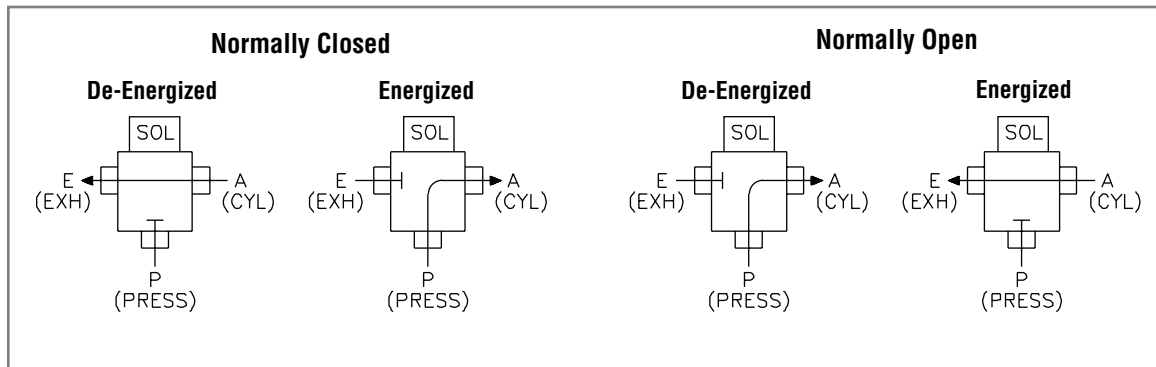 Normally Closed
Normally Open
De-Energized
Energized
De-Energized
Energized
SOL
SOL
SOL
SOL
E
(EXH)
A
(CYL)
E
(EXH)
A
(CYL)
E
(EXH)
A
(CYL)
E
(EXH)
A
(CYL)
P
(PRESS)
P
(PRESS)
P
(PRESS)
P
(PRESS)